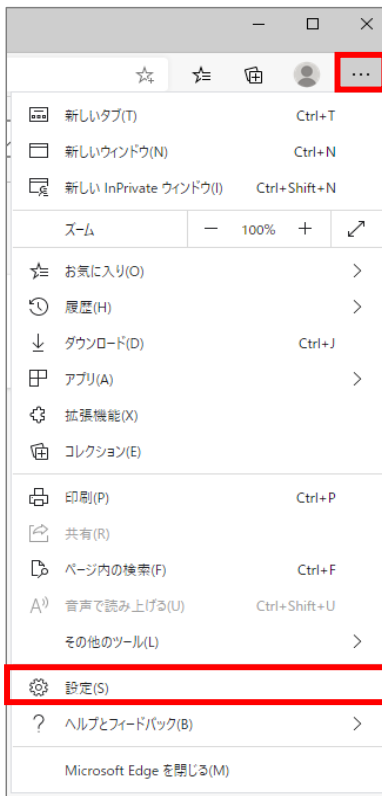 新しいタブ(T) Ctrl+T
新しいウィンドウ(N) Ctrl+N
新しい InPrivate ウィンドウ(I) Ctrl+Shift+N
ズーム 100%
お気に入り(O)
履歴(H)
ダウンロード(D) Ctrl+J
アプリ(A)
拡張機能(X)
コレクション(E)
印刷(P) Ctrl+P
共有(R)
ページ内の検索(F) Ctrl+F
音声で読み上げる(U) Ctrl+Shift+U
その他のツール(L)
設定(S)
ヘルプとフィードバック(B)
Microsoft Edge を閉じる(M)